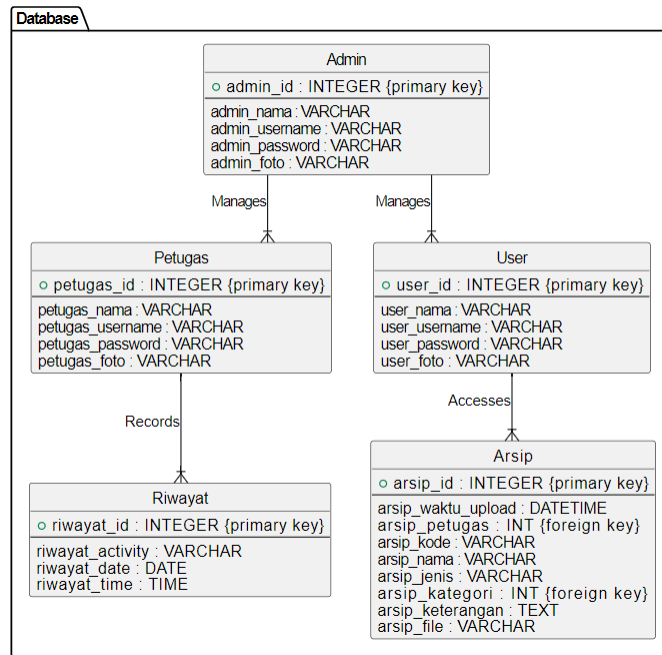 Database
Admin
admin_id : INTEGER {primary key}
admin_nama : VARCHAR
admin_username : VARCHAR
admin_password : VARCHAR
admin_foto : VARCHAR
Manages
Manages
Petugas
petugas_id : INTEGER {primary key}
petugas_nama : VARCHAR
petugas_username : VARCHAR
petugas_password : VARCHAR
petugas_foto : VARCHAR
User
user_id : INTEGER {primary key}
user_nama : VARCHAR
user_username : VARCHAR
user_password : VARCHAR
user_foto : VARCHAR
Records
Accesses
Riwayat
riwayat_id : INTEGER {primary key}
riwayat_activity : VARCHAR
riwayat_date : DATE
riwayat_time : TIME
Arsip
arsip_id : INTEGER {primary key}
arsip_waktu_upload : DATETIME
arsip_petugas : INT {foreign key}
arsip_kode : VARCHAR
arsip_nama : VARCHAR
arsip_jenis : VARCHAR
arsip_kategori : INT {foreign key}
arsip_keterangan : TEXT
arsip_file : VARCHAR